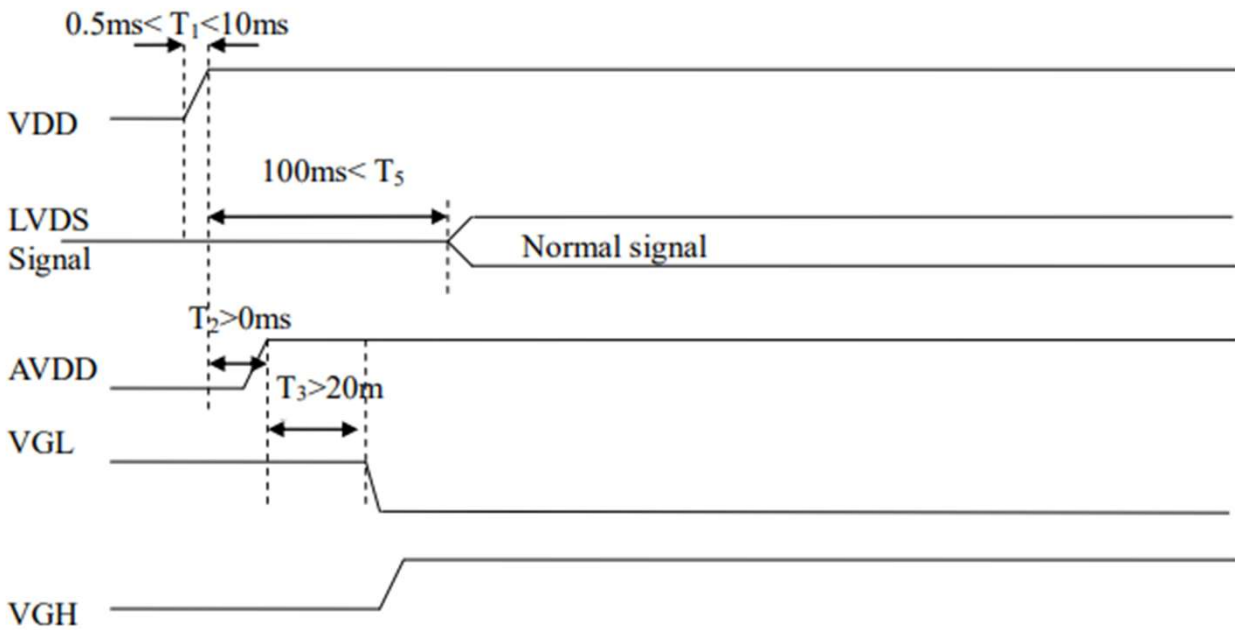 0.5ms< T₁<10ms
VDD
100ms< T₅
LVDS
Signal
Normal signal
T₂>0ms
AVDD
T₃>20m
VGL
VGH